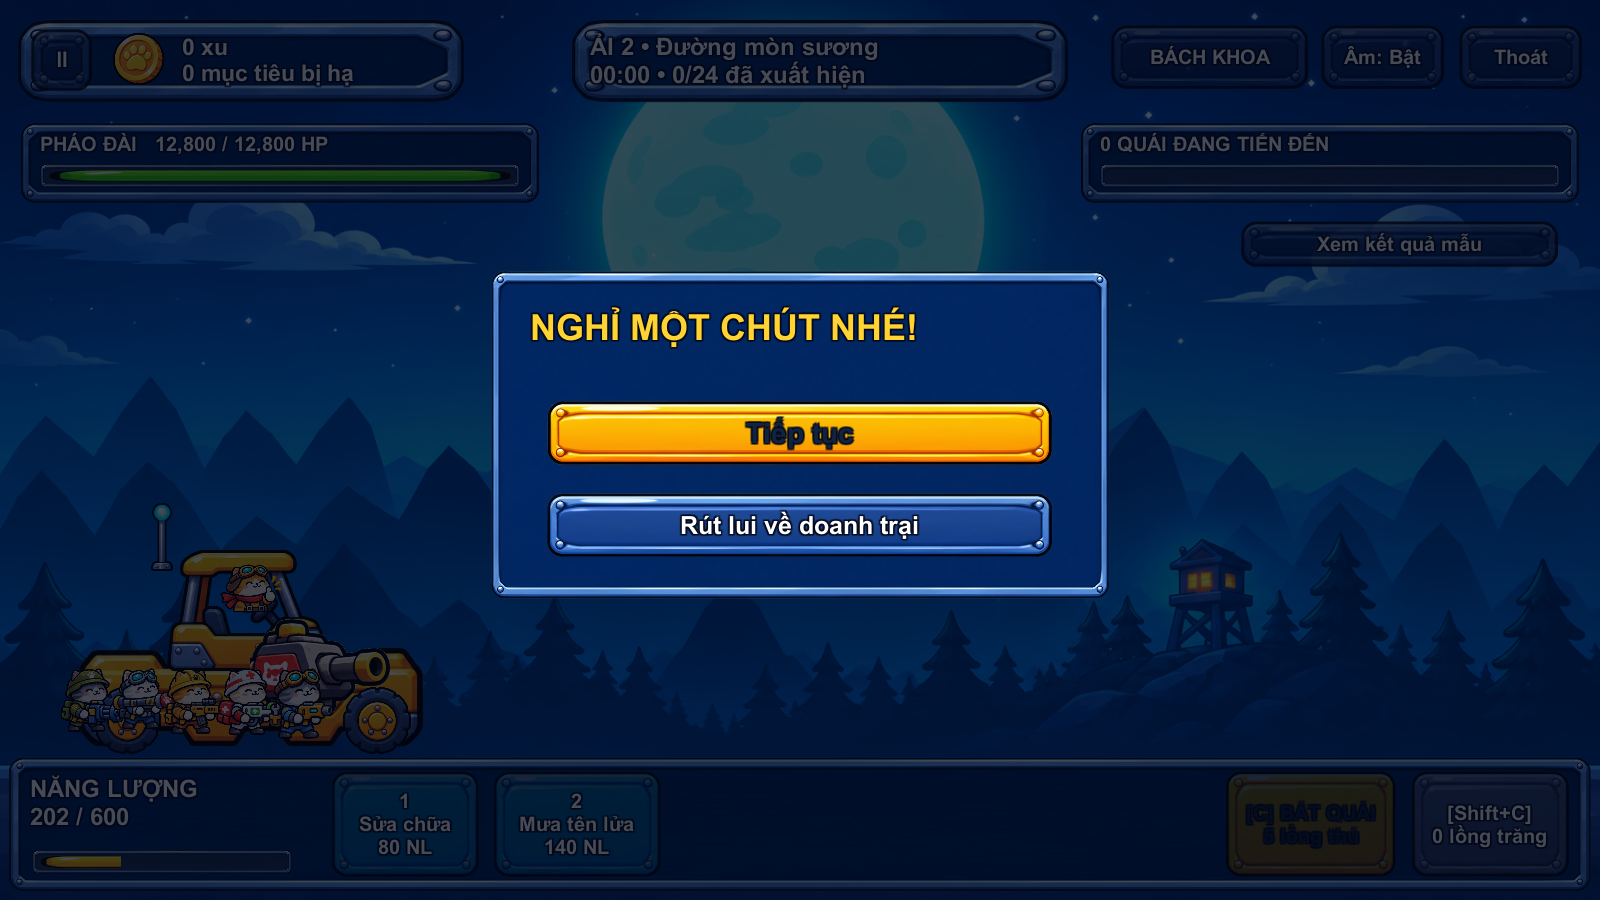 II
0 xu
0 mục tiêu bị hạ
ẢI 2 • Đường mòn sương
00:00 • 0/24 đã xuất hiện
BÁCH KHOA
Âm: Bật
Thoát
PHÁO ĐÀI 12,800 / 12,800 HP
0 QUÁI ĐANG TIẾN ĐẾN
Xem kết quả mẫu
NGHỈ MỘT CHÚT NHÉ!
Tiếp tục
Rút lui về doanh trại
NĂNG LƯỢNG
202 / 600
1
Sửa chữa
80 NL
2
Mưa tên lửa
140 NL
[C] BẮT QUÁI
5 lồng thú
[Shift+C]
0 lồng trăng